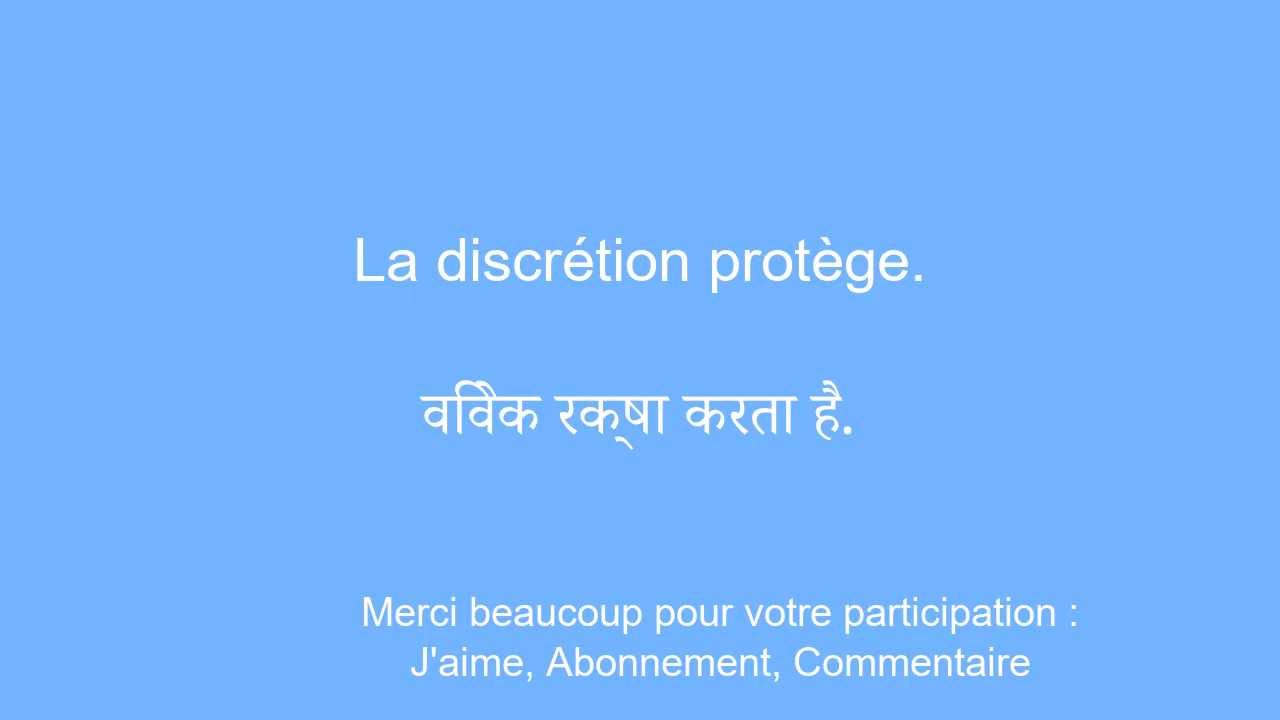 La discrétion protège.
विवेक रक्षा करता है.
Merci beaucoup pour votre participation :
J'aime, Abonnement, Commentaire